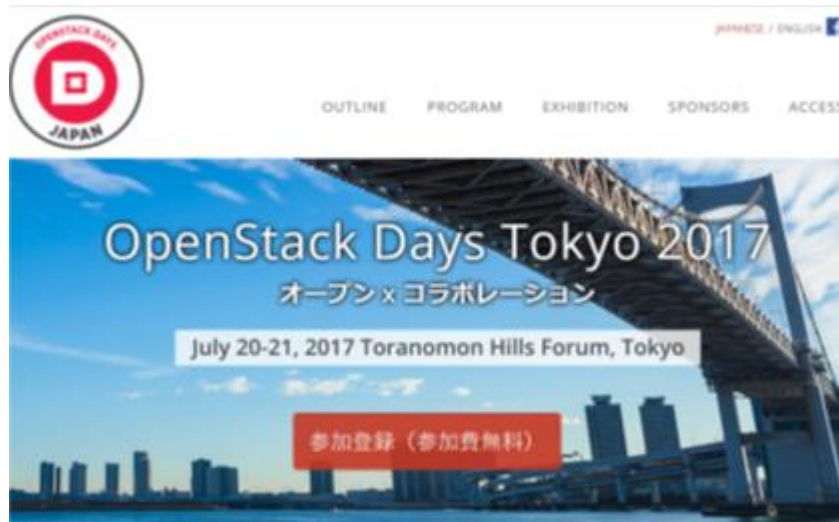 OPENSTACK DAYS
JAPAN
JAPANESE / ENGLISH
OUTLINE PROGRAM EXHIBITION SPONSORS ACCESS
OpenStack Days Tokyo 2017
オープン x コラボレーション
July 20-21, 2017 Toranomon Hills Forum, Tokyo
参加登録（参加費無料）